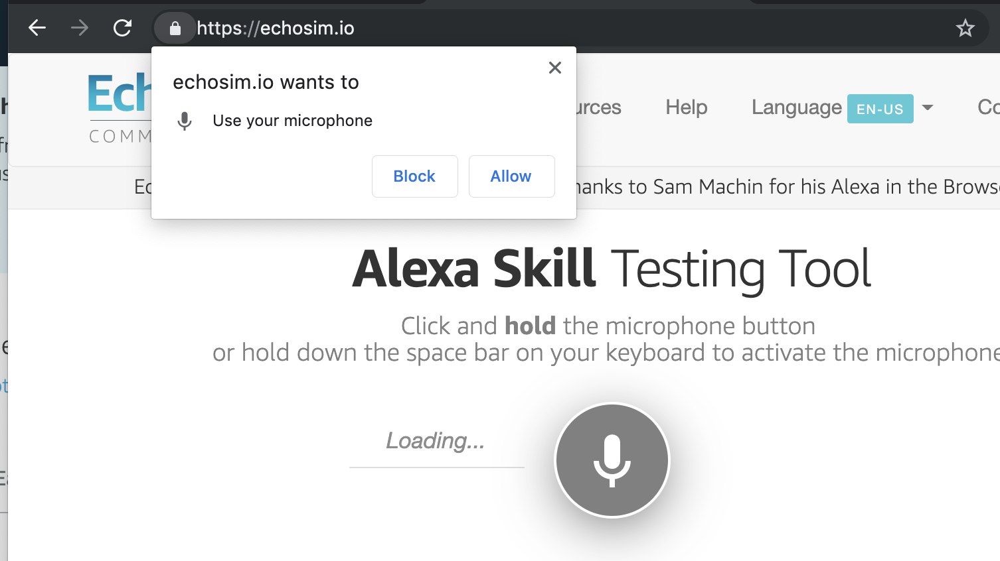 https://echosim.io
echosim.io wants to
Use your microphone
Block
Allow
Ech
COMM
urces
Help
Language
EN-US
Co
Ec
hanks to Sam Machin for his Alexa in the Brows
Alexa Skill Testing Tool
Click and hold the microphone button
or hold down the space bar on your keyboard to activate the microphone
Loading...